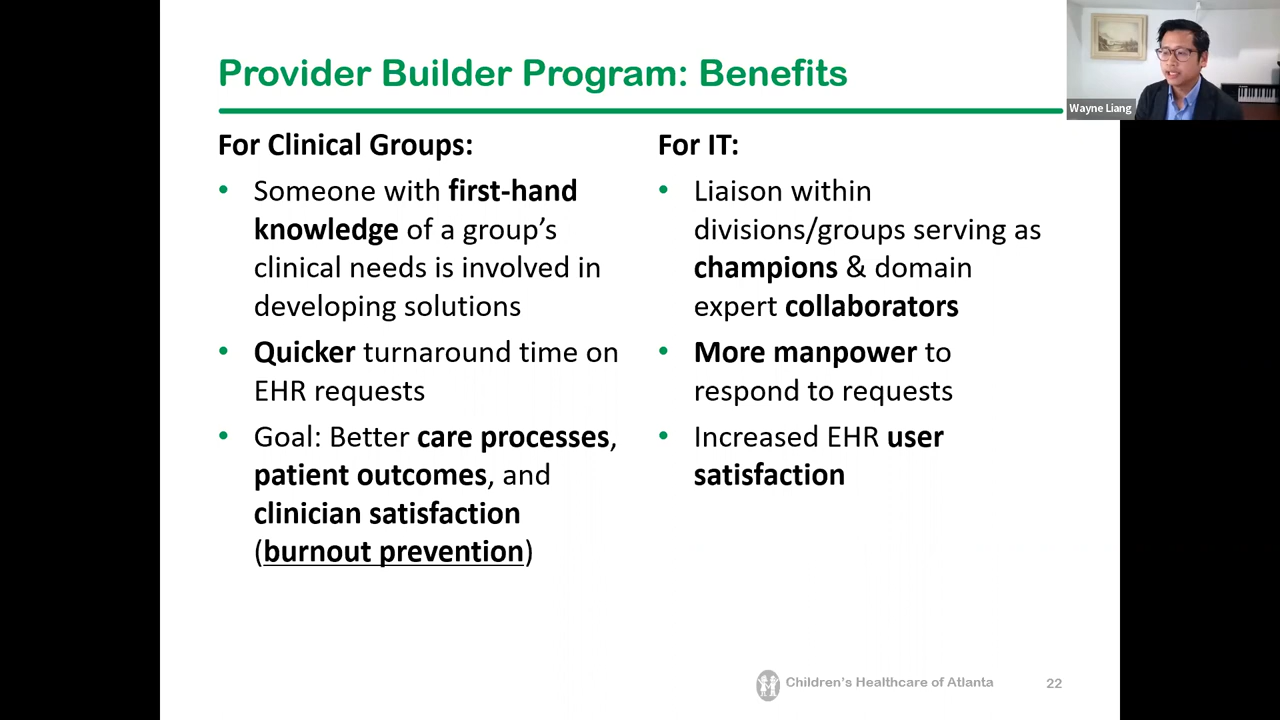 Provider Builder Program: Benefits
Wayne Liang
For Clinical Groups:
• Someone with first-hand
knowledge of a group’s
clinical needs is involved in
developing solutions
• Quicker turnaround time on
EHR requests
• Goal: Better care processes,
patient outcomes, and
clinician satisfaction
(burnout prevention)
For IT:
• Liaison within
divisions/groups serving as
champions & domain
expert collaborators
• More manpower to
respond to requests
• Increased EHR user
satisfaction
Children’s Healthcare of Atlanta
22